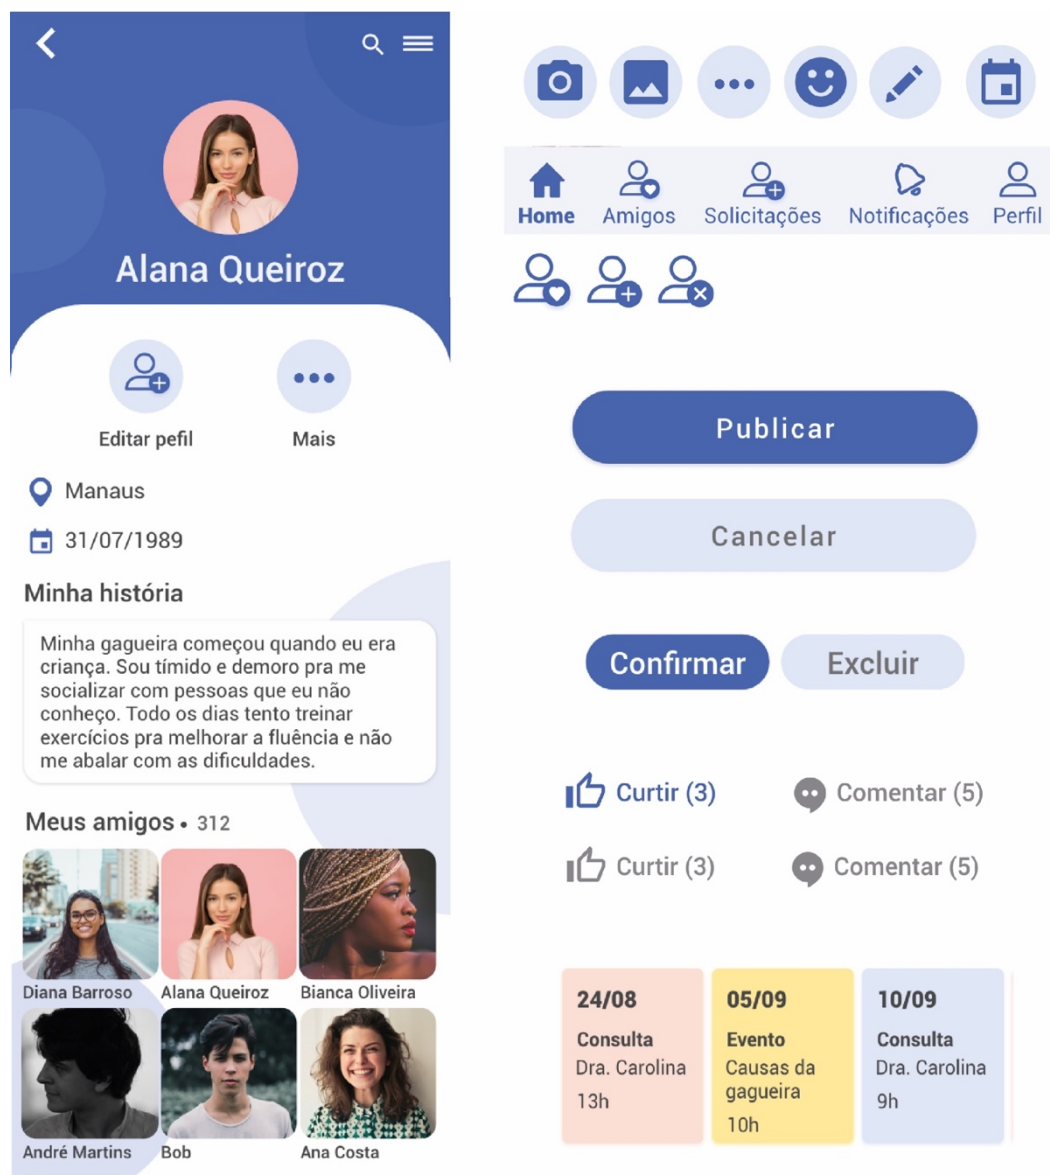 Alana Queiroz
Editar pefil
Mais
Manaus
31/07/1989
Minha história
Minha gagueira começou quando eu era
criança. Sou tímido e demoro pra me
socializar com pessoas que eu não
conheço. Todo os dias tento treinar
exercícios pra melhorar a fluência e não
me abalar com as dificuldades.
Meus amigos • 312
Diana Barroso
Alana Queiroz
Bianca Oliveira
André Martins
Bob
Ana Costa
Home
Amigos
Solicitações
Notificações
Perfil
Publicar
Cancelar
Confirmar
Excluir
Curtir (3)
Comentar (5)
Curtir (3)
Comentar (5)
24/08
Consulta
Dra. Carolina
13h
05/09
Evento
Causas da
gagueira
10h
10/09
Consulta
Dra. Carolina
9h